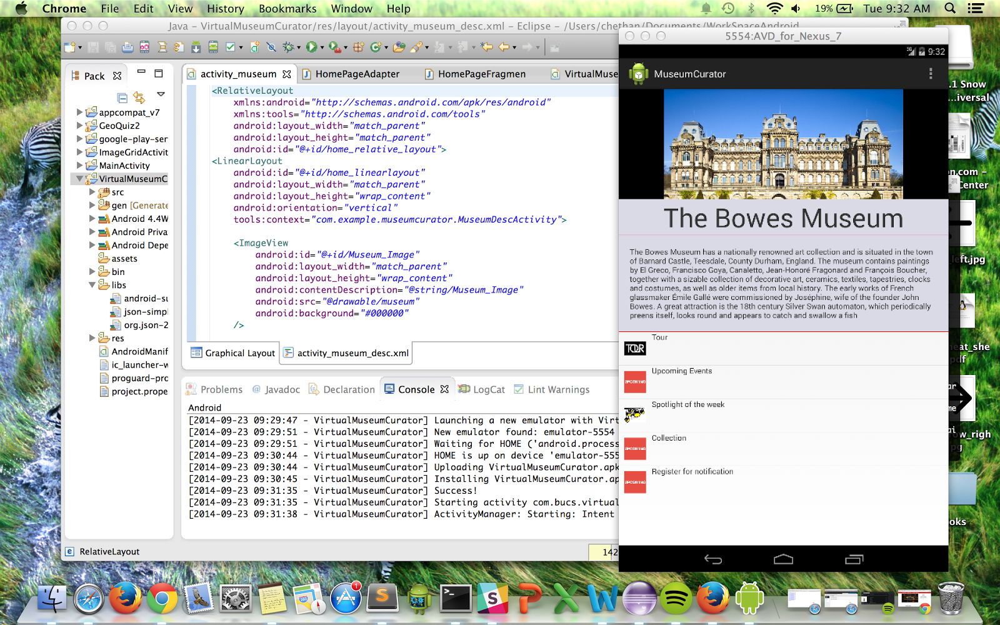 Chrome File Edit View History Bookmarks Window Help 19% Tue 9:32 AM
Java – VirtualMuseumCurator/res/layout/activity_museum_desc.xml – Eclipse – /Users/chethan/Documents/WorkSpaceAndroid
Pack
appcompat_v7
GeoQuiz2
google-play-ser
ImageGridActivit
MainActivity
VirtualMuseumC
src
gen [Generate
Android 4.4W
Android Priva
Android Depe
assets
bin
libs
android-su
json-simpl
org.json-2
res
AndroidManif
ic_launcher-w
proguard-pro
project.prope
activity_museum HomePageAdapter HomePageFragmen VirtualMuse
<RelativeLayout
xmlns:android="http://schemas.android.com/apk/res/android"
xmlns:tools="http://schemas.android.com/tools"
android:layout_width="match_parent"
android:layout_height="match_parent"
android:id="@+id/home_relative_layout">
<LinearLayout
android:id="@+id/home_linearlayout"
android:layout_width="match_parent"
android:layout_height="wrap_content"
android:orientation="vertical"
tools:context="com.example.museumcurator.MuseumDescActivity">
<ImageView
android:id="@+id/Museum_Image"
android:layout_width="match_parent"
android:layout_height="wrap_content"
android:contentDescription="@string/Museum_Image"
android:src="@drawable/museum"
android:background="#000000"
/>
Graphical Layout activity_museum_desc.xml
Problems @ Javadoc Declaration Console LogCat Lint Warnings
Android
[2014-09-23 09:29:47 - VirtualMuseumCurator] Launching a new emulator with Virt
[2014-09-23 09:29:51 - VirtualMuseumCurator] New emulator found: emulator-5554
[2014-09-23 09:29:51 - VirtualMuseumCurator] Waiting for HOME ('android.process
[2014-09-23 09:30:44 - VirtualMuseumCurator] HOME is up on device 'emulator-555
[2014-09-23 09:30:44 - VirtualMuseumCurator] Uploading VirtualMuseumCurator.apk
[2014-09-23 09:30:45 - VirtualMuseumCurator] Installing VirtualMuseumCurator.ap
[2014-09-23 09:31:35 - VirtualMuseumCurator] Success!
[2014-09-23 09:31:35 - VirtualMuseumCurator] Starting activity com.bucs.virtual
[2014-09-23 09:31:38 - VirtualMuseumCurator] ActivityManager: Starting: Intent
RelativeLayout 142
5554:AVD_for_Nexus_7
3G 9:32
MuseumCurator
The Bowes Museum
The Bowes Museum has a nationally renowned art collection and is situated in the town
of Barnard Castle, Teesdale, County Durham, England. The museum contains paintings
by El Greco, Francisco Goya, Canaletto, Jean-Honoré Fragonard and François Boucher,
together with a sizable collection of decorative art, ceramics, textiles, tapestries, clocks
and costumes, as well as older items from local history. The early works of French
glassmaker Émile Gallé were commissioned by Joséphine, wife of the founder John
Bowes. A great attraction is the 18th century Silver Swan automaton, which periodically
preens itself, looks round and appears to catch and swallow a fish
TOUR Tour
UPCOMING Upcoming Events
Spotlight of the week
UPCOMING Collection
UPCOMING Register for notification
.1 Snow
...iversal
n.com –
Center
_left.jpg
eat_she
pdf
ow_righ
pg
oks
1